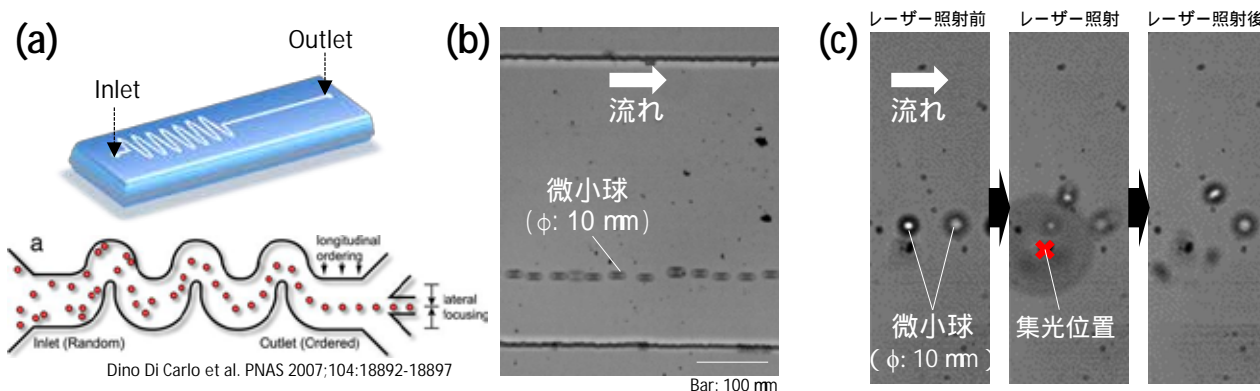 (a)
Inlet
Outlet
a
longitudinal
ordering
lateral
focusing
Inlet (Random)
Outlet (Ordered)
Dino Di Carlo et al. PNAS 2007;104:18892-18897
(b)
流れ
微小球
(φ: 10 mm)
Bar: 100 mm
(c)
レーザー照射前
レーザー照射
レーザー照射後
流れ
微小球
(φ: 10 mm)
集光位置